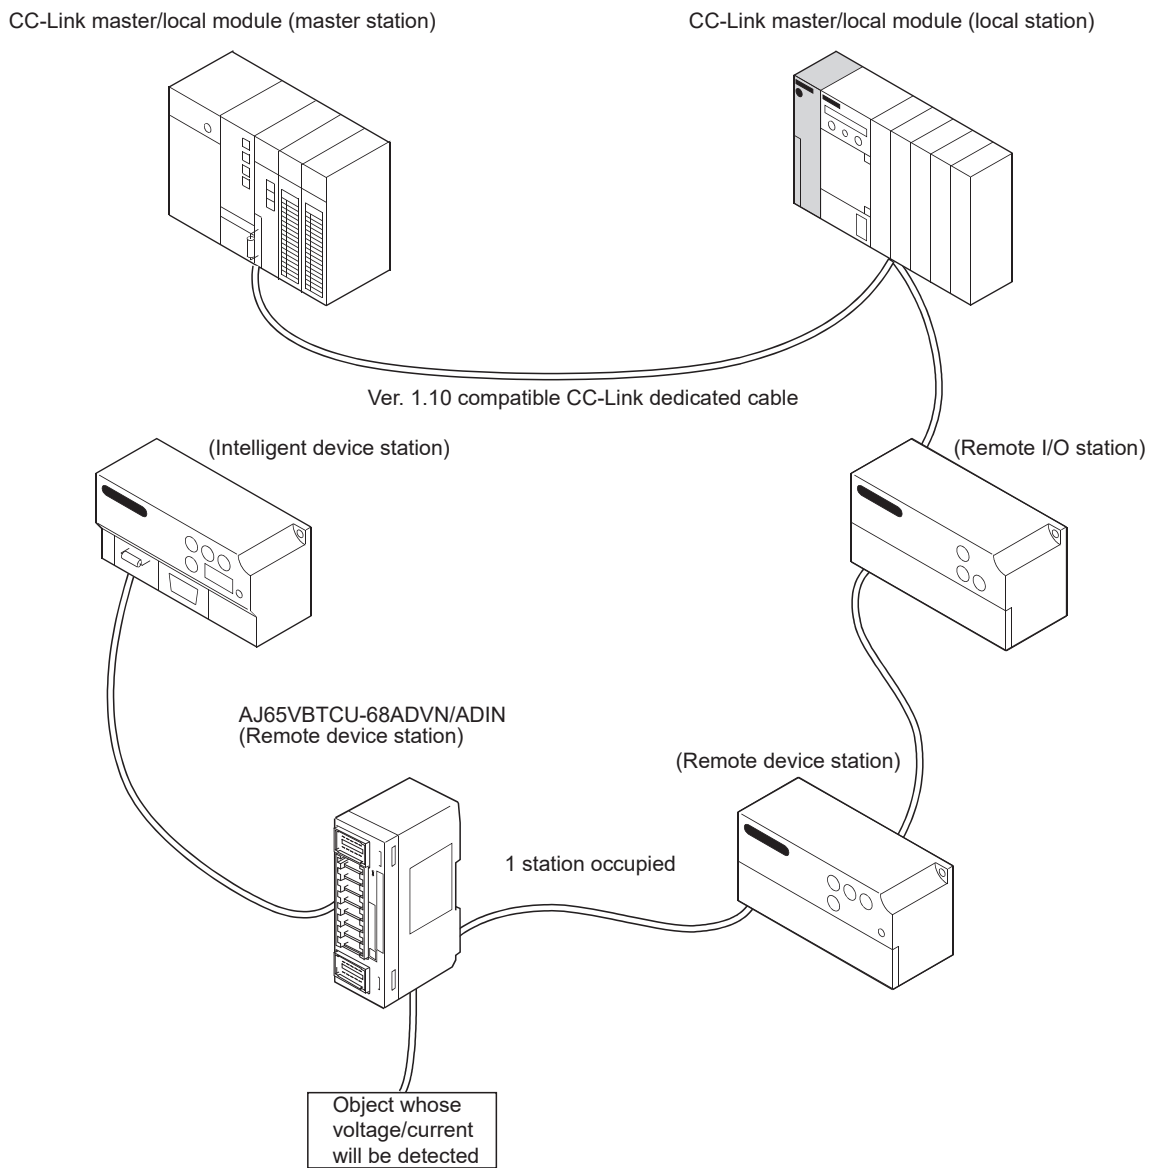 CC-Link master/local module (master station)
CC-Link master/local module (local station)
Ver. 1.10 compatible CC-Link dedicated cable
(Intelligent device station)
(Remote I/O station)
AJ65VBTCU-68ADVN/ADIN
(Remote device station)
(Remote device station)
1 station occupied
Object whose
voltage/current
will be detected